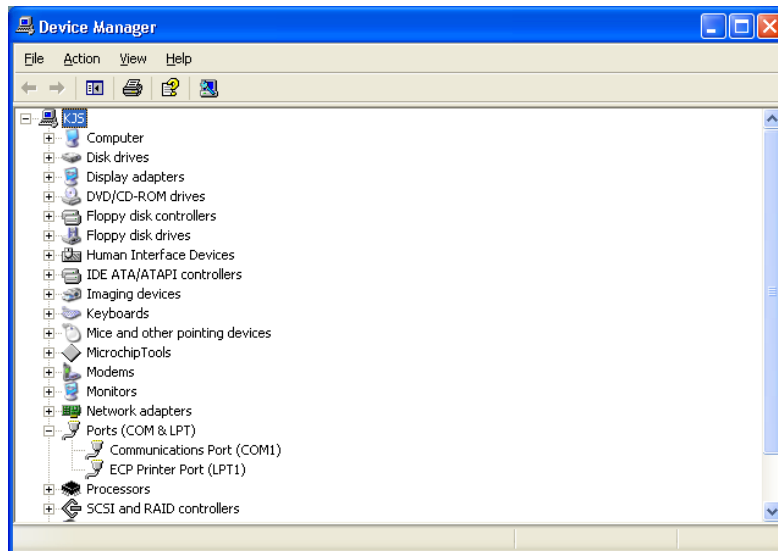 Device Manager
File Action View Help
KJS
Computer
Disk drives
Display adapters
DVD/CD-ROM drives
Floppy disk controllers
Floppy disk drives
Human Interface Devices
IDE ATA/ATAPI controllers
Imaging devices
Keyboards
Mice and other pointing devices
MicrochipTools
Modems
Monitors
Network adapters
Ports (COM & LPT)
Communications Port (COM1)
ECP Printer Port (LPT1)
Processors
SCSI and RAID controllers